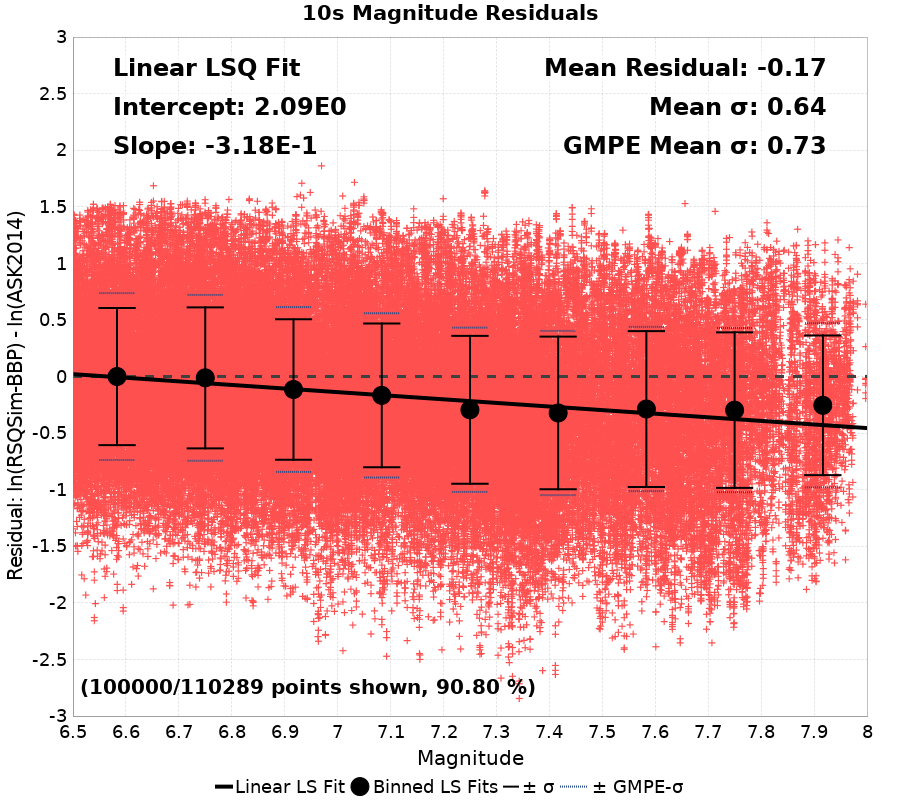 10s Magnitude Residuals
Linear LSQ Fit
Intercept: 2.09E0
Slope: -3.18E-1
Mean Residual: -0.17
Mean σ: 0.64
GMPE Mean σ: 0.73
Residual: ln(RSQSim-BBP) - ln(ASK2014)
3
2.5
2
1.5
1
0.5
0
-0.5
-1
-1.5
-2
-2.5
-3
(100000/110289 points shown, 90.80 %)
6.5 6.6 6.7 6.8 6.9 7 7.1 7.2 7.3 7.4 7.5 7.6 7.7 7.8 7.9 8
Magnitude
Linear LS Fit Binned LS Fits ± σ ± GMPE-σ